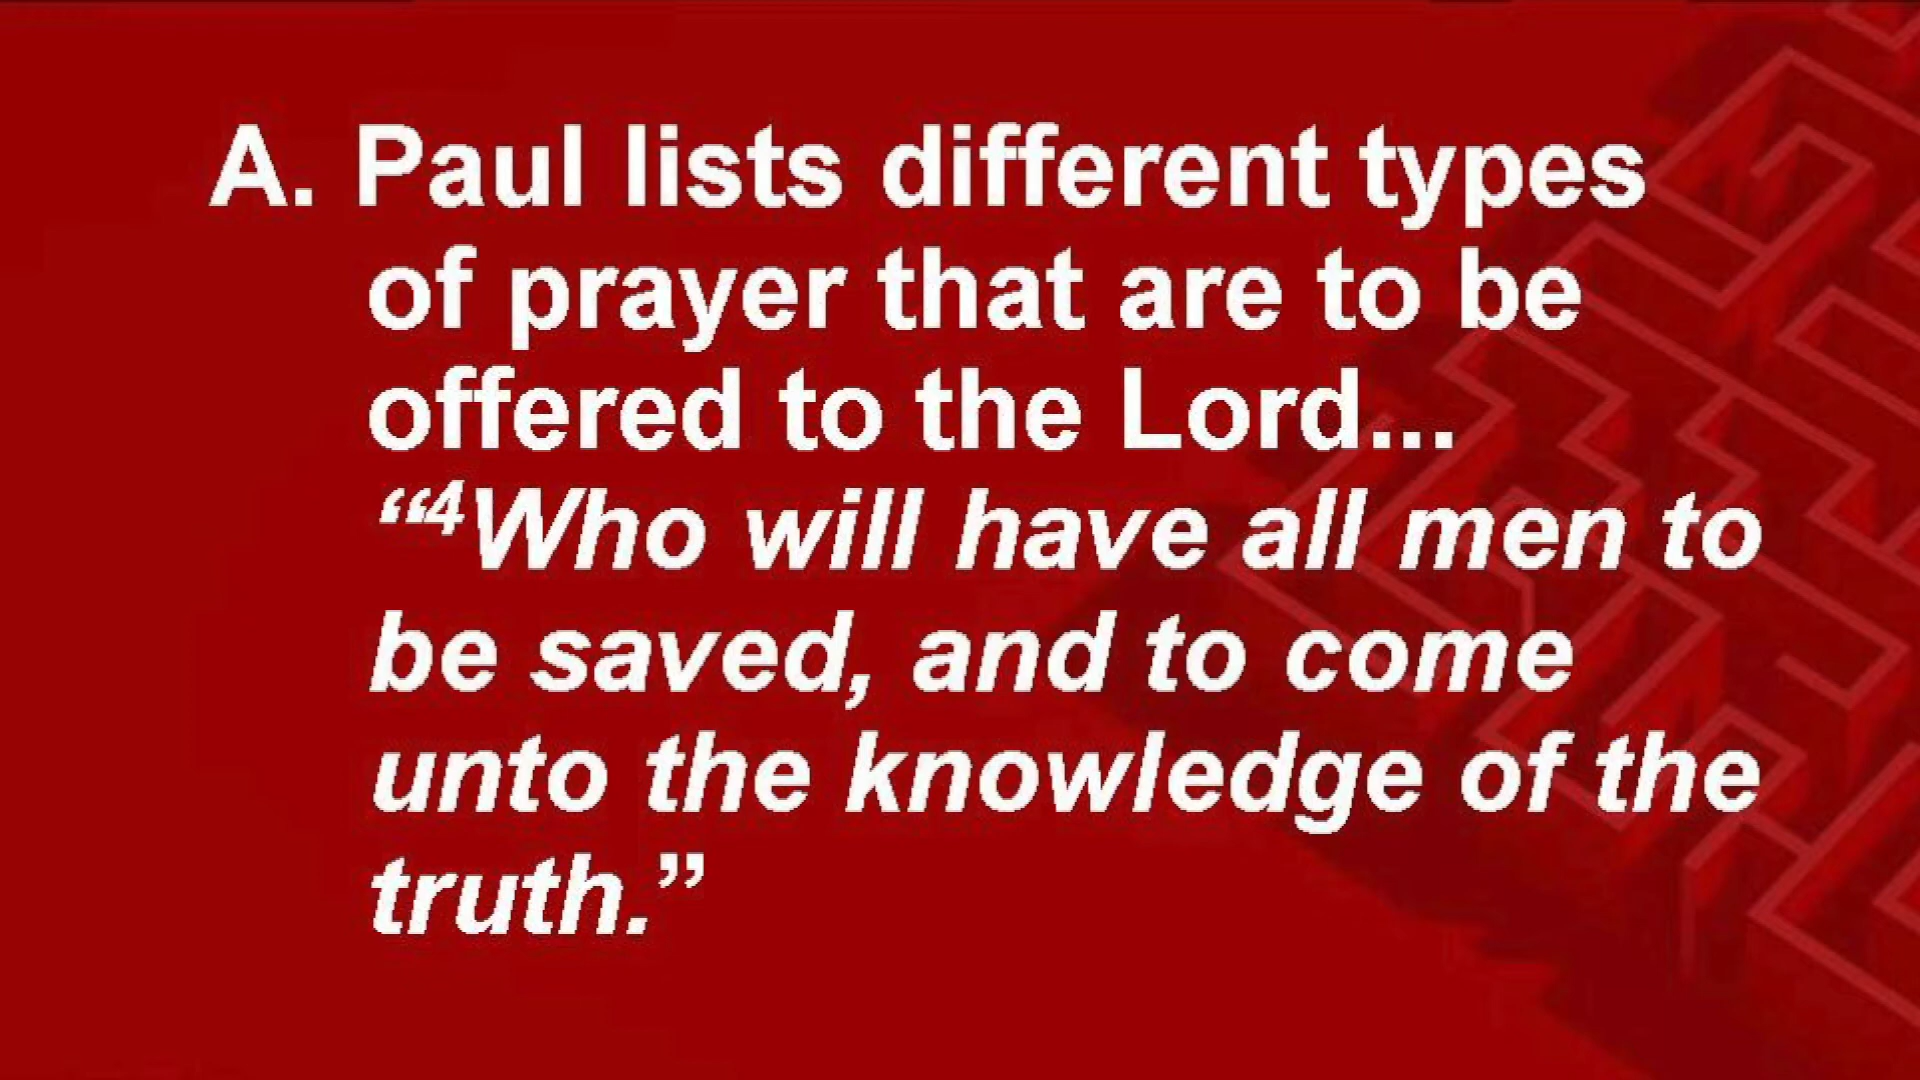 A. Paul lists different types
of prayer that are to be
offered to the Lord...
“⁴Who will have all men to
be saved, and to come
unto the knowledge of the
truth.”